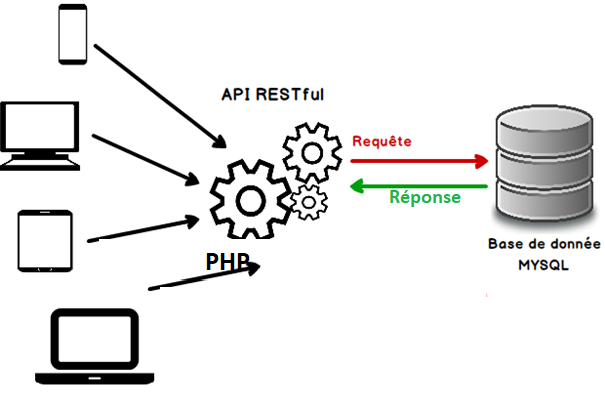 API RESTful
Requête
Réponse
PHP
Base de donnée
MYSQL